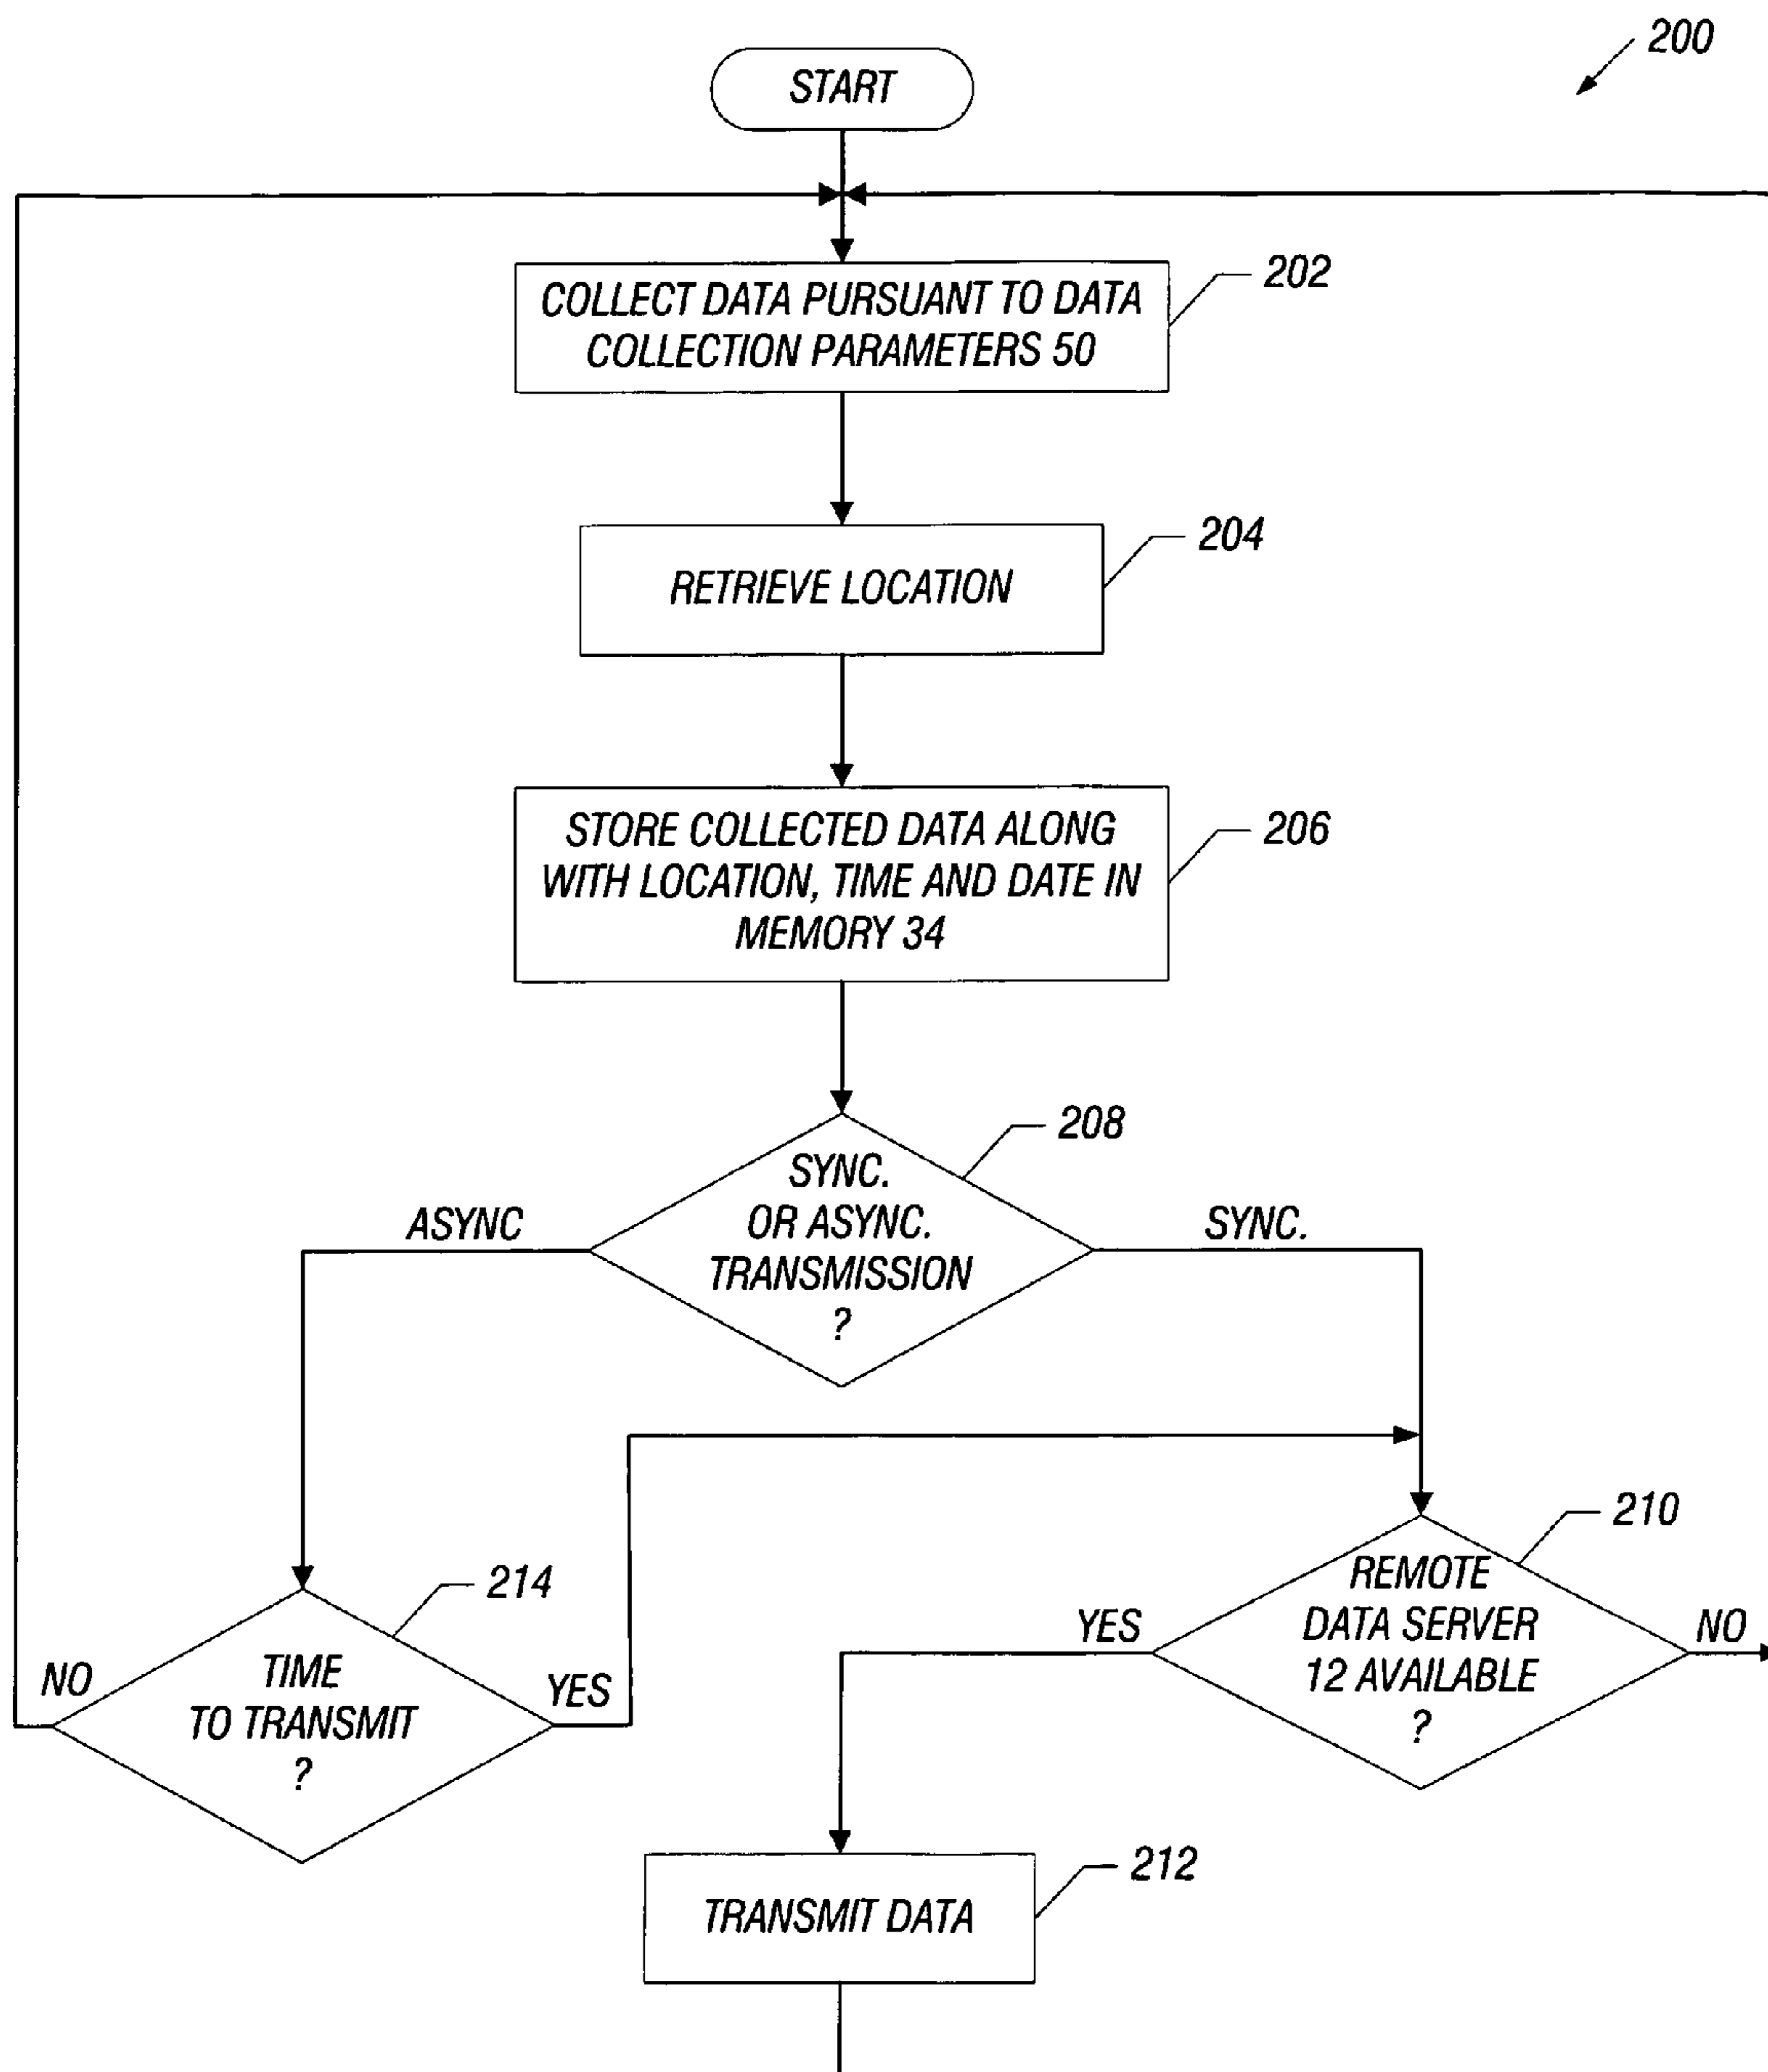 200
START
COLLECT DATA PURSUANT TO DATA
COLLECTION PARAMETERS 50
202
RETRIEVE LOCATION
204
STORE COLLECTED DATA ALONG
WITH LOCATION, TIME AND DATE IN
MEMORY 34
206
SYNC.
OR ASYNC.
TRANSMISSION
?
208
ASYNC
SYNC.
REMOTE
DATA SERVER
12 AVAILABLE
?
210
YES
NO
TIME
TO TRANSMIT
?
214
NO
YES
TRANSMIT DATA
212